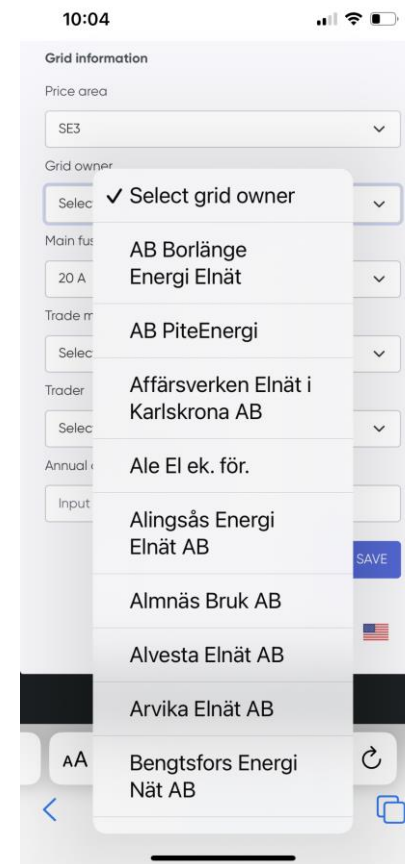 10:04
Grid information
Price area
SE3
Grid owner
Selec
✓ Select grid owner
Main fus
AB Borlänge
Energi Elnät
20 A
AB PiteEnergi
Trade m
Selec
Affärsverken Elnät i
Karlskrona AB
Trader
Selec
Ale El ek. för.
Annual
Input
Alingsås Energi
Elnät AB
SAVE
Almnäs Bruk AB
Alvesta Elnät AB
Arvika Elnät AB
AA
Bengtsfors Energi
Nät AB